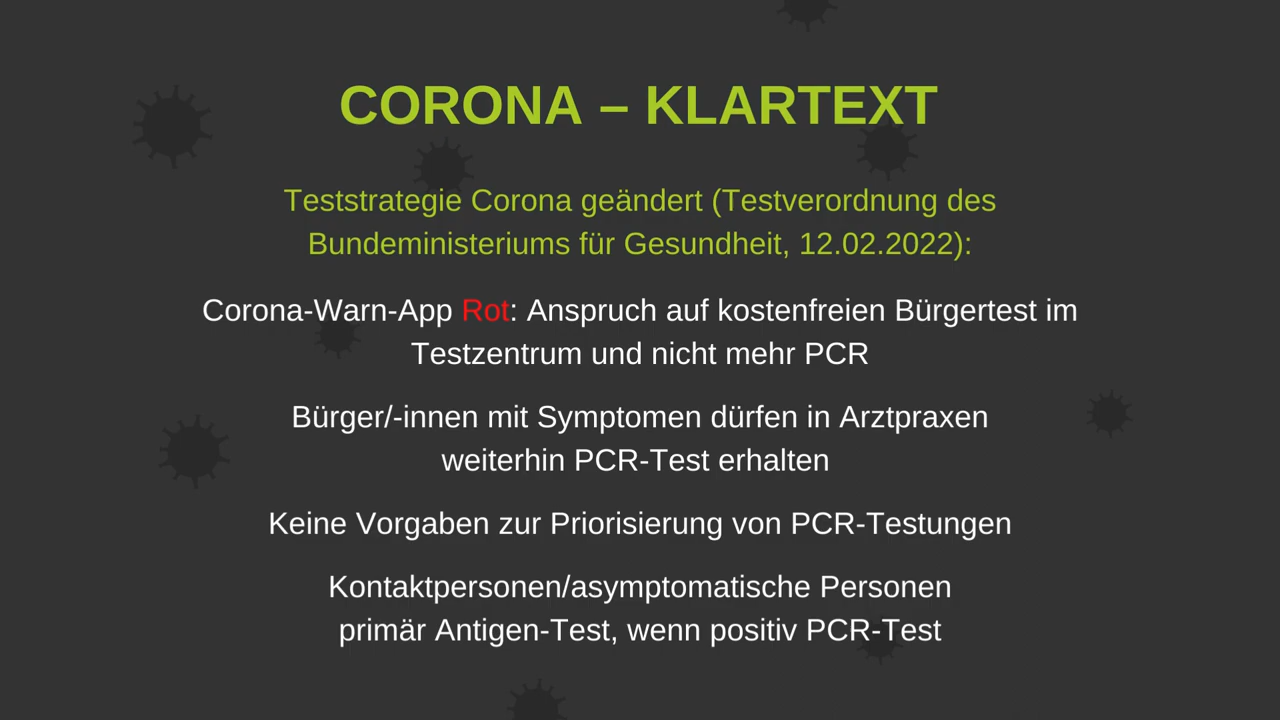 CORONA – KLARTEXT
Teststrategie Corona geändert (Testverordnung des
Bundeministeriums für Gesundheit, 12.02.2022):
Corona-Warn-App Rot: Anspruch auf kostenfreien Bürgertest im
Testzentrum und nicht mehr PCR
Bürger/-innen mit Symptomen dürfen in Arztpraxen
weiterhin PCR-Test erhalten
Keine Vorgaben zur Priorisierung von PCR-Testungen
Kontaktpersonen/asymptomatische Personen
primär Antigen-Test, wenn positiv PCR-Test